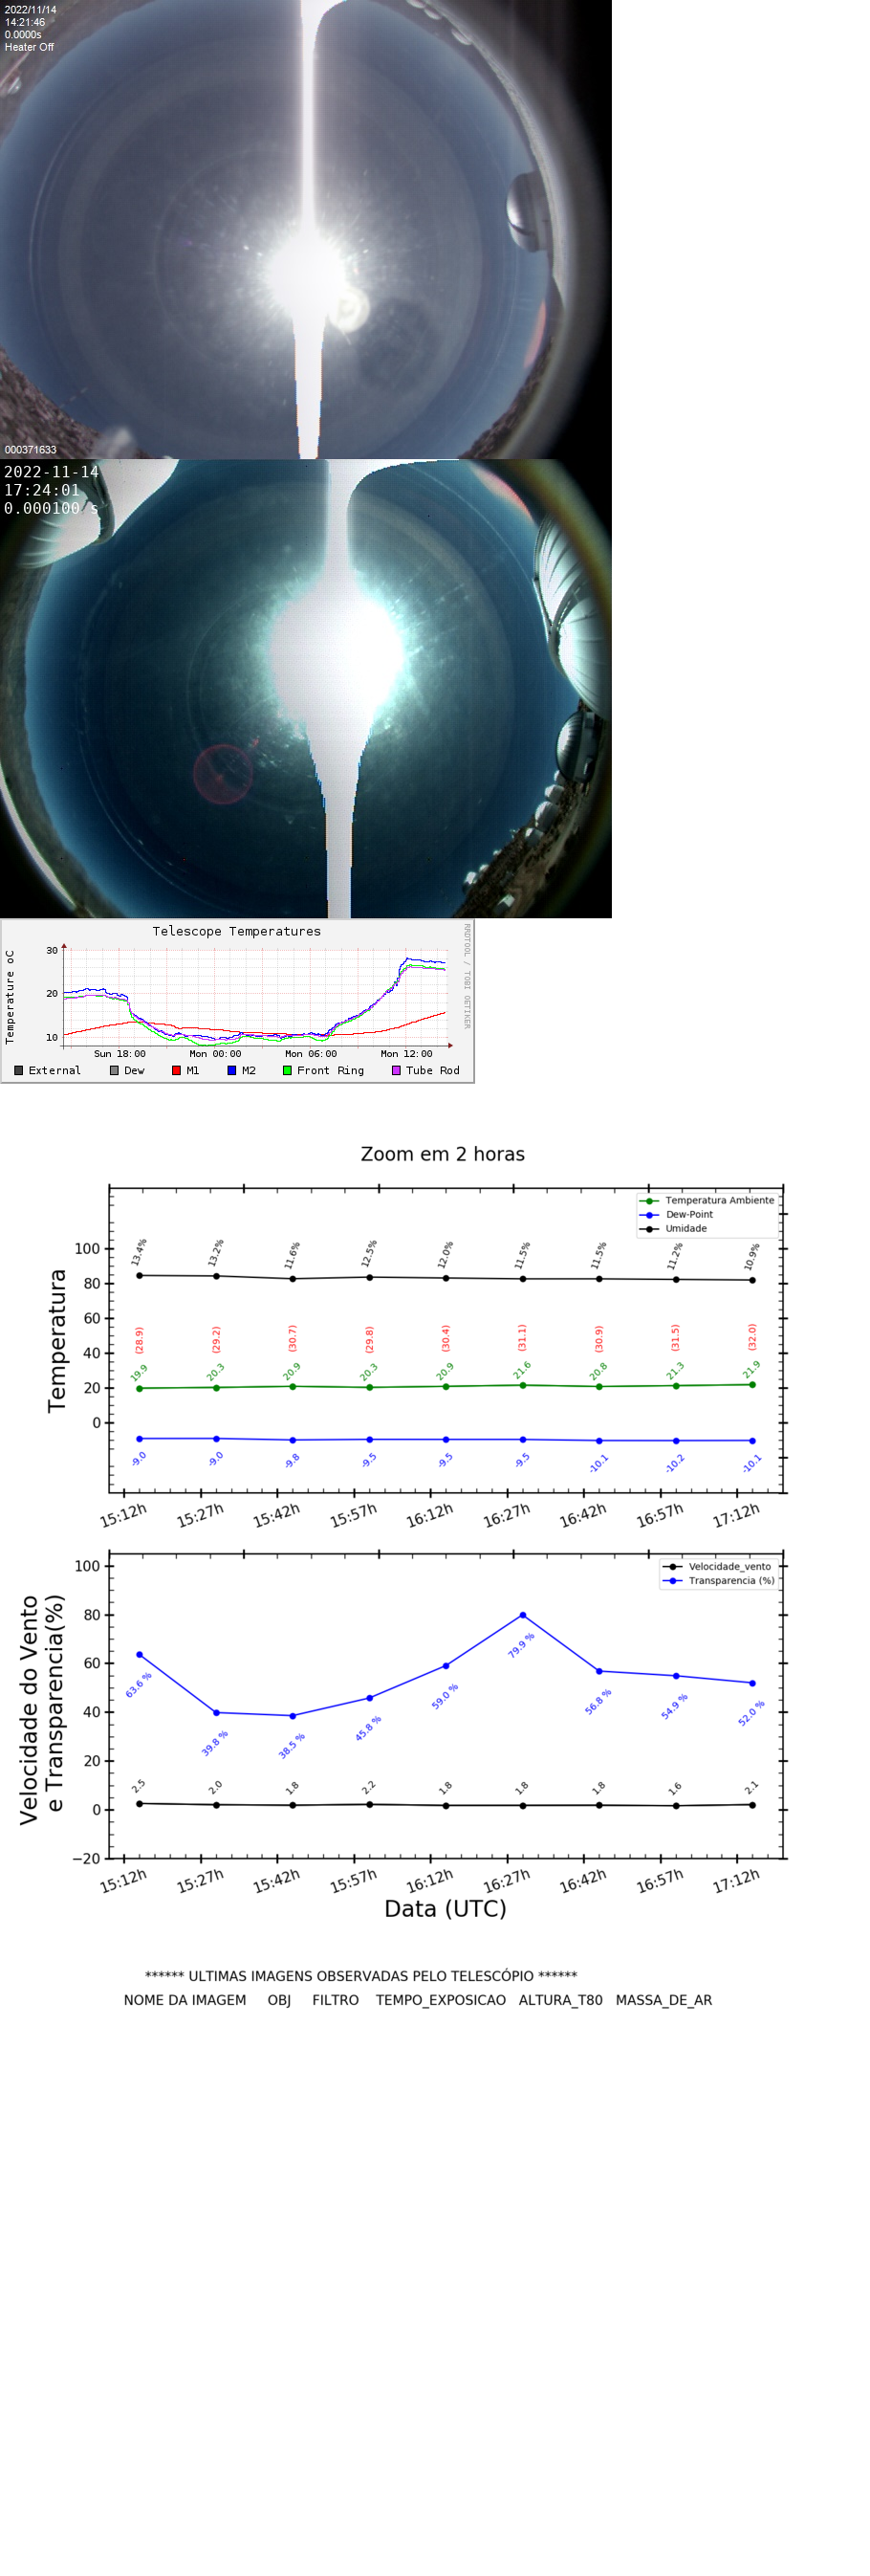 2022/11/14
14:21:46
0.0000s
Heater Off
000371633
2022-11-14
17:24:01
0.000100 s
Telescope Temperatures
Temperature oC
RRDTOOL / TOBI OETIKER
30
20
10
Sun 18:00 Mon 00:00 Mon 06:00 Mon 12:00
External Dew M1 M2 Front Ring Tube Rod
Zoom em 2 horas
Temperatura
Temperatura Ambiente
Dew-Point
Umidade
100
80
60
40
20
0
13.4% 13.2% 11.6% 12.5% 12.0% 11.5% 11.5% 11.2% 10.9%
(28.9) (29.2) (30.7) (29.8) (30.4) (31.1) (30.9) (31.5) (32.0)
19.9 20.3 20.9 20.3 20.9 21.6 20.8 21.3 21.9
-9.0 -9.0 -9.8 -9.5 -9.5 -9.5 -10.1 -10.2 -10.1
15:12h 15:27h 15:42h 15:57h 16:12h 16:27h 16:42h 16:57h 17:12h
Velocidade do Vento
e Transparencia(%)
Velocidade_vento
Transparencia (%)
100
80
60
40
20
0
−20
63.6 % 39.8 % 38.5 % 45.8 % 59.0 % 79.9 % 56.8 % 54.9 % 52.0 %
2.5 2.0 1.8 2.2 1.8 1.8 1.8 1.6 2.1
15:12h 15:27h 15:42h 15:57h 16:12h 16:27h 16:42h 16:57h 17:12h
Data (UTC)
****** ULTIMAS IMAGENS OBSERVADAS PELO TELESCÓPIO ******
NOME DA IMAGEM OBJ FILTRO TEMPO_EXPOSICAO ALTURA_T80 MASSA_DE_AR